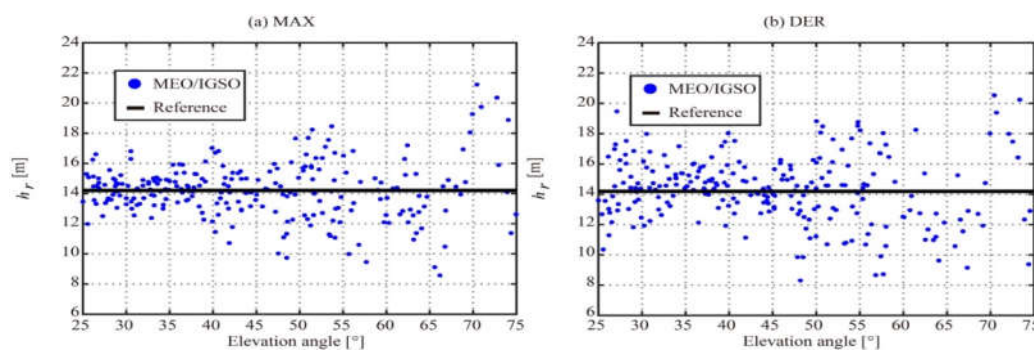 (a) MAX
24
22
20
18
16
14
12
10
8
6
h_r [m]
MEO/IGSO
Reference
25 30 35 40 45 50 55 60 65 70 75
Elevation angle [°]
(b) DER
24
22
20
18
16
14
12
10
8
6
h_r [m]
MEO/IGSO
Reference
25 30 35 40 45 50 55 60 65 70 75
Elevation angle [°]